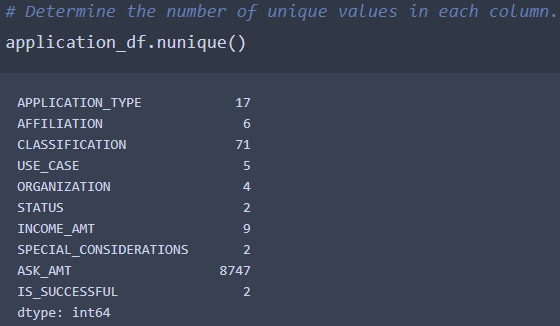 # Determine the number of unique values in each column.
application_df.nunique()
APPLICATION_TYPE 17
AFFILIATION 6
CLASSIFICATION 71
USE_CASE 5
ORGANIZATION 4
STATUS 2
INCOME_AMT 9
SPECIAL_CONSIDERATIONS 2
ASK_AMT 8747
IS_SUCCESSFUL 2
dtype: int64